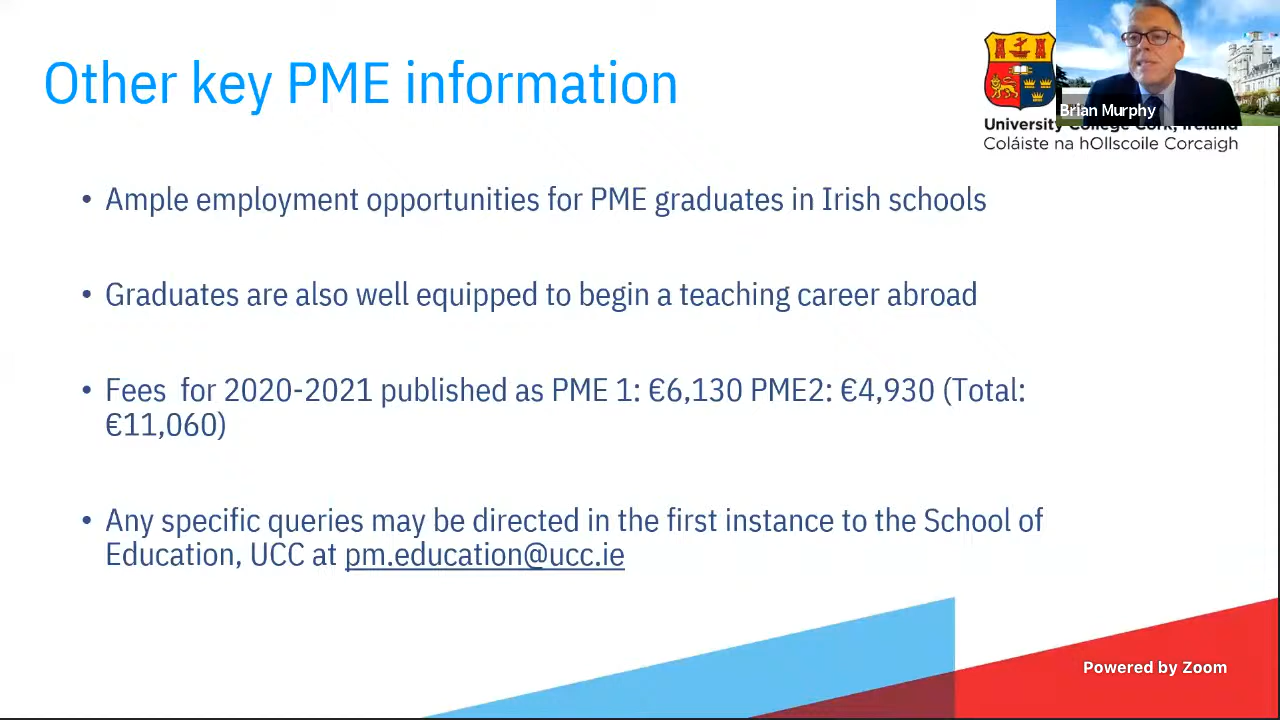 Other key PME information
Brian Murphy
University College Cork, Ireland
Coláiste na hOllscoile Corcaigh
• Ample employment opportunities for PME graduates in Irish schools
• Graduates are also well equipped to begin a teaching career abroad
• Fees for 2020-2021 published as PME 1: €6,130 PME2: €4,930 (Total:
€11,060)
• Any specific queries may be directed in the first instance to the School of
Education, UCC at pm.education@ucc.ie
Powered by Zoom